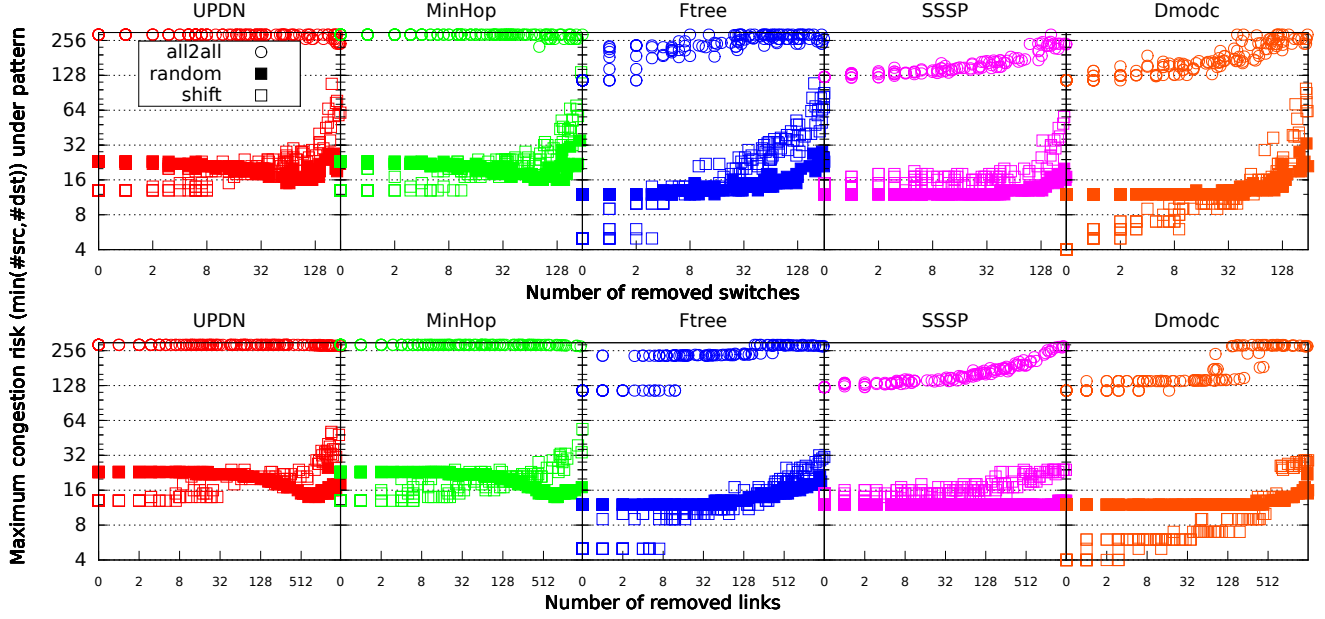 Maximum congestion risk (min(#src,#dst)) under pattern
UPDN MinHop Ftree SSSP Dmodc
256
128
64
32
16
8
4
all2all
random
shift
0 2 8 32 128 0 2 8 32 128 0 2 8 32 128 0 2 8 32 128 0 2 8 32 128
Number of removed switches
UPDN MinHop Ftree SSSP Dmodc
256
128
64
32
16
8
4
0 2 8 32 128 512 0 2 8 32 128 512 0 2 8 32 128 512 0 2 8 32 128 512 0 2 8 32 128 512
Number of removed links